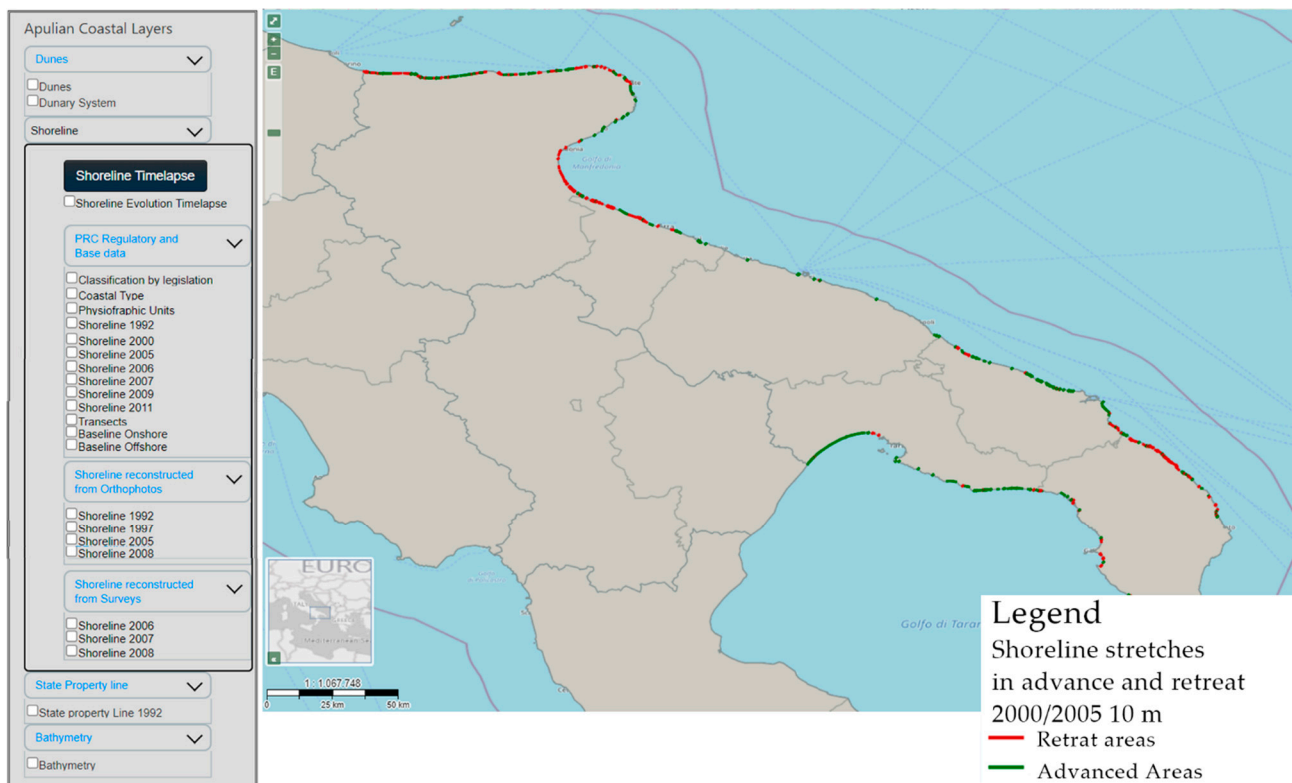 Apulian Coastal Layers
Dunes
Dunes
Dunary System
Shoreline
Shoreline Timelapse
Shoreline Evolution Timelapse
PRC Regulatory and
Base data
Classification by legislation
Coastal Type
Physiofraphic Units
Shoreline 1992
Shoreline 2000
Shoreline 2005
Shoreline 2006
Shoreline 2007
Shoreline 2009
Shoreline 2011
Transects
Baseline Onshore
Baseline Offshore
Shoreline reconstructed
from Orthophotos
Shoreline 1992
Shoreline 1997
Shoreline 2005
Shoreline 2008
Shoreline reconstructed
from Surveys
Shoreline 2006
Shoreline 2007
Shoreline 2008
State Property line
State property Line 1992
Bathymetry
Bathymetry
E
Golfo di
Manfredonia
EURO
Mediterranean Sea
1 : 1,067,748
0 25 km 50 km
Golfo di Taran
Legend
Shoreline stretches
in advance and retreat
2000/2005 10 m
Retrat areas
Advanced Areas